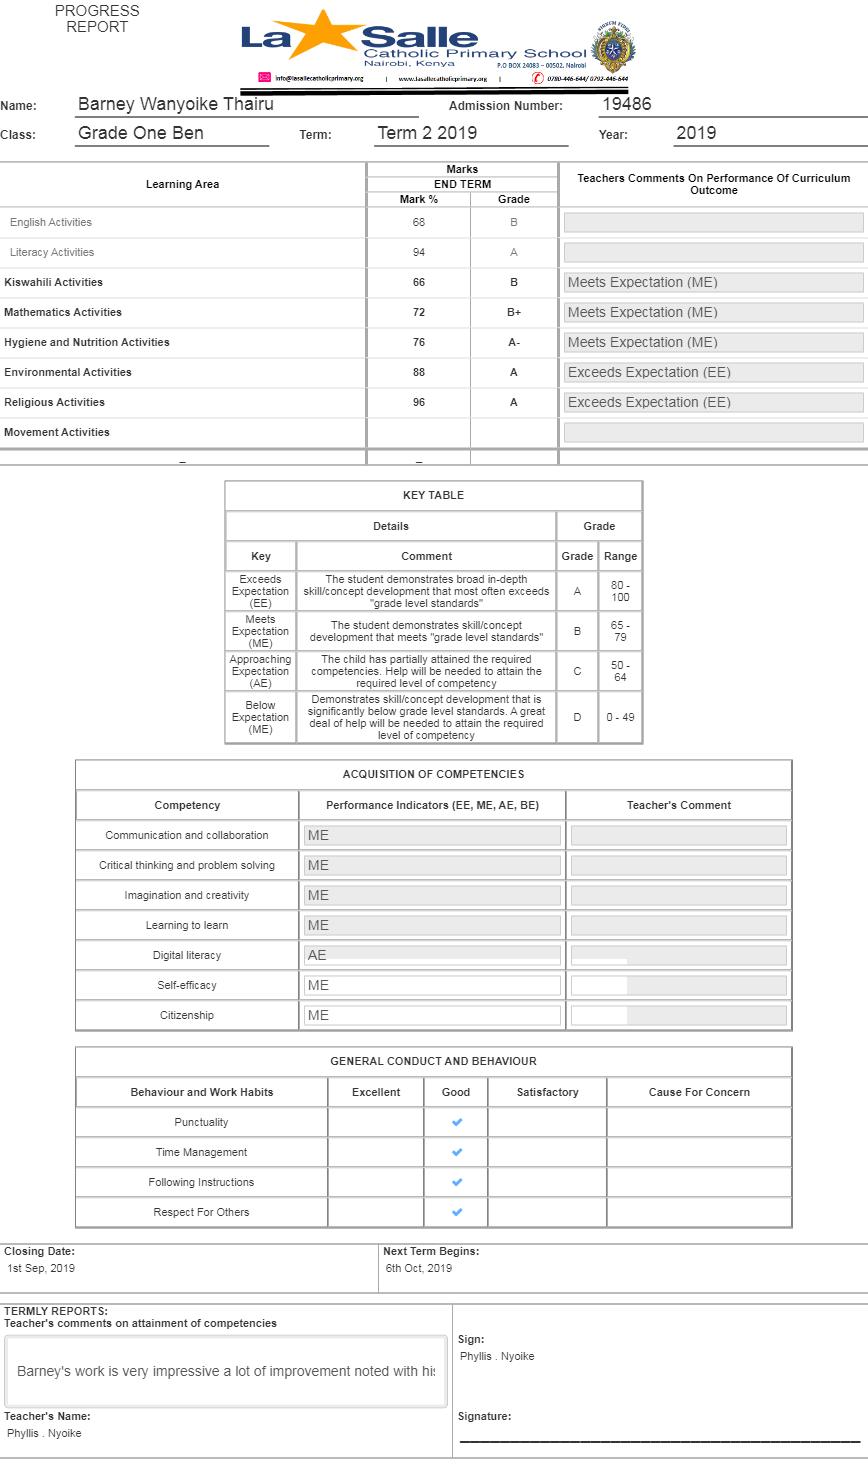 PROGRESS
REPORT
La Salle
Catholic Primary School
Nairobi, Kenya
P.O BOX 24083 – 00502, Nairobi
info@lasallecatholicprimary.org | www.lasallecatholicprimary.org | 0780-446-644/ 0792-446-644
Name: Barney Wanyoike Thairu Admission Number: 19486
Class: Grade One Ben Term: Term 2 2019 Year: 2019
Learning Area Marks Teachers Comments On Performance Of Curriculum Outcome
END TERM
Mark % Grade
English Activities 68 B
Literacy Activities 94 A
Kiswahili Activities 66 B Meets Expectation (ME)
Mathematics Activities 72 B+ Meets Expectation (ME)
Hygiene and Nutrition Activities 76 A- Meets Expectation (ME)
Environmental Activities 88 A Exceeds Expectation (EE)
Religious Activities 96 A Exceeds Expectation (EE)
Movement Activities
– –
KEY TABLE
Details Grade
Key Comment Grade Range
Exceeds Expectation (EE) The student demonstrates broad in-depth skill/concept development that most often exceeds "grade level standards" A 80 - 100
Meets Expectation (ME) The student demonstrates skill/concept development that meets "grade level standards" B 65 - 79
Approaching Expectation (AE) The child has partially attained the required competencies. Help will be needed to attain the required level of competency C 50 - 64
Below Expectation (ME) Demonstrates skill/concept development that is significantly below grade level standards. A great deal of help will be needed to attain the required level of competency D 0 - 49
ACQUISITION OF COMPETENCIES
Competency Performance Indicators (EE, ME, AE, BE) Teacher's Comment
Communication and collaboration ME
Critical thinking and problem solving ME
Imagination and creativity ME
Learning to learn ME
Digital literacy AE
Self-efficacy ME
Citizenship ME
GENERAL CONDUCT AND BEHAVIOUR
Behaviour and Work Habits Excellent Good Satisfactory Cause For Concern
Punctuality
Time Management
Following Instructions
Respect For Others
Closing Date: Next Term Begins:
1st Sep, 2019 6th Oct, 2019
TERMLY REPORTS:
Teacher's comments on attainment of competencies
Barney's work is very impressive a lot of improvement noted with his
Sign:
Phyllis . Nyoike
Teacher's Name: Signature:
Phyllis . Nyoike